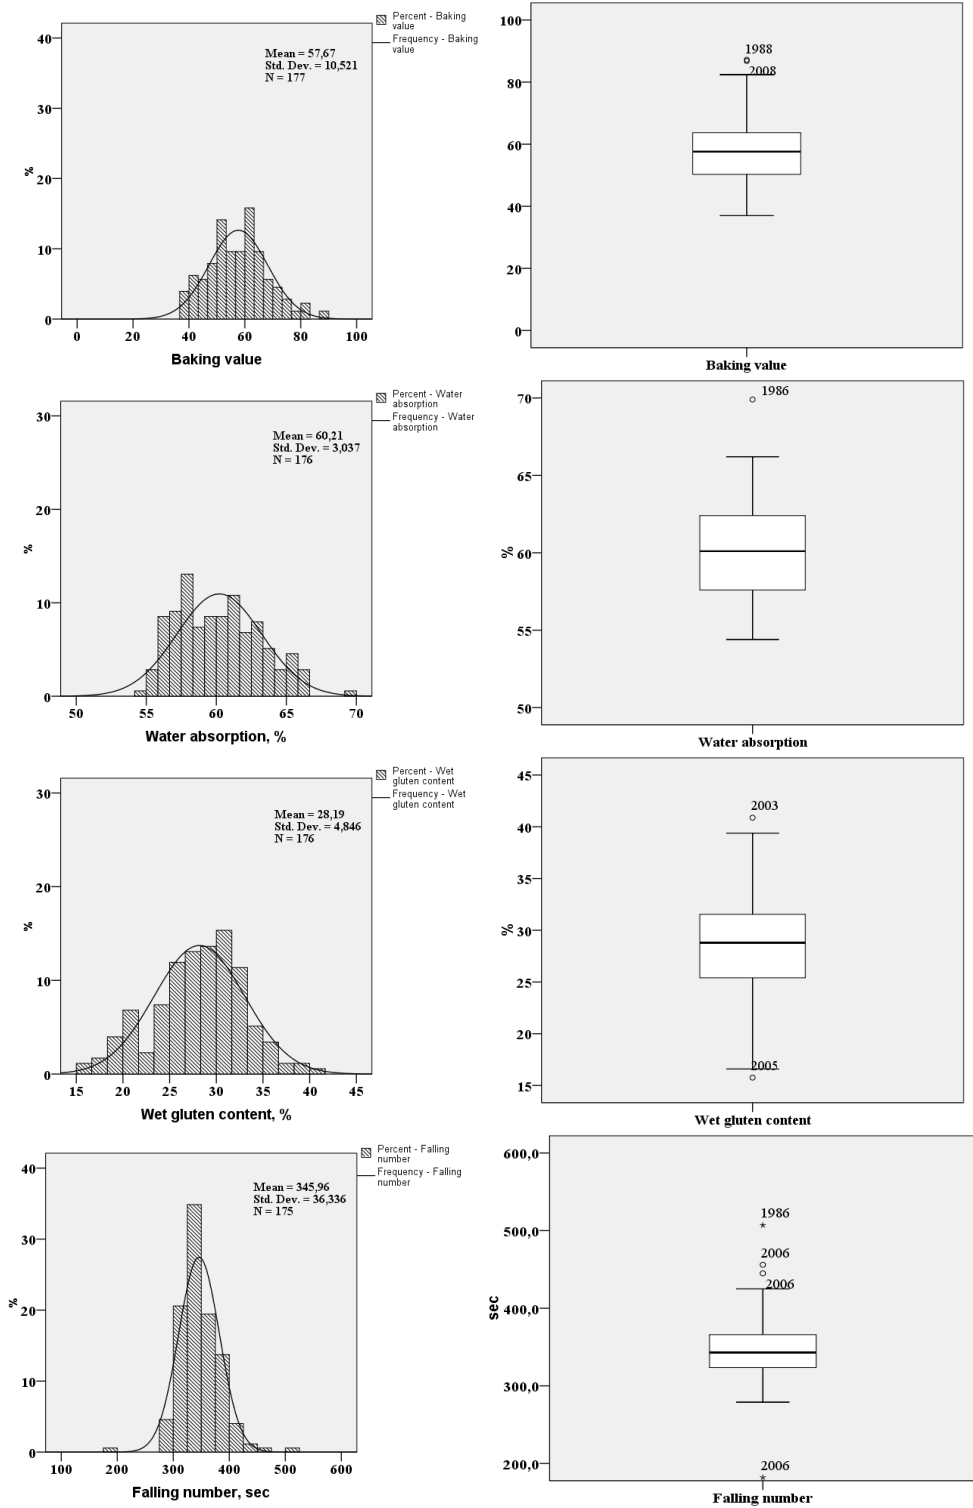 Percent - Baking
value
Frequency - Baking
value
Mean = 57,67
Std. Dev. = 10,521
N = 177
40
30
20
10
0
%
0 20 40 60 80 100
Baking value
100
80
60
40
20
0
1988
2008
Baking value
Percent - Water
absorption
Frequency - Water
absorption
Mean = 60,21
Std. Dev. = 3,037
N = 176
30
20
10
0
%
50 55 60 65 70
Water absorption, %
70
65
60
55
50
%
1986
Water absorption
Percent - Wet
gluten content
Frequency - Wet
gluten content
Mean = 28,19
Std. Dev. = 4,846
N = 176
30
20
10
0
%
15 20 25 30 35 40 45
Wet gluten content, %
45
40
35
30
25
20
15
%
2003
2005
Wet gluten content
Percent - Falling
number
Frequency - Falling
number
Mean = 345,96
Std. Dev. = 36,336
N = 175
40
30
20
10
0
%
100 200 300 400 500 600
Falling number, sec
600,0
500,0
400,0
300,0
200,0
sec
1986
2006
2006
2006
Falling number